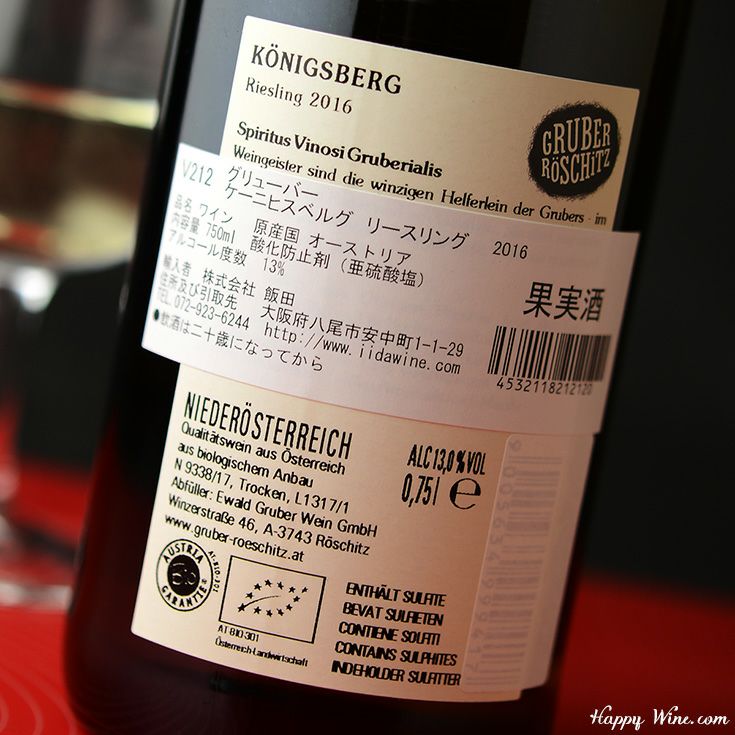 KÖNIGSBERG
Riesling 2016
GRUBER
RÖSCHITZ
Spiritus Vinosi Gruberialis
Weingeister sind die winzigen Helferlein der Grubers - im
V212 グリューバー
ケーニヒスベルグ リースリング 2016
品名 ワイン 原産国 オーストリア
内容量 750ml 酸化防止剤（亜硫酸塩）
アルコール度数 13%
輸入者 株式会社 飯田
住所及び引取先 大阪府八尾市安中町1-1-29
TEL.072-923-6244 http://www.iidawine.com
●飲酒は二十歳になってから
果実酒
4532118212120
NIEDERÖSTERREICH
Qualitätswein aus Österreich
aus biologischem Anbau
N 9338/17, Trocken, L1317/1
Abfüller: Ewald Gruber Wein GmbH
Winzerstraße 46, A-3743 Röschitz
www.gruber-roeschitz.at
ALC 13,0 % VOL
0,75 l e
AUSTRIA
BIO
GARANTIE
AT-BIO-301
AT-BIO-301
Österreich-Landwirtschaft
ENTHÄLT SULFITE
BEVAT SULFIETEN
CONTIENE SOLFITI
CONTAINS SULPHITES
INDEHOLDER SULFITTER
Happy Wine.com